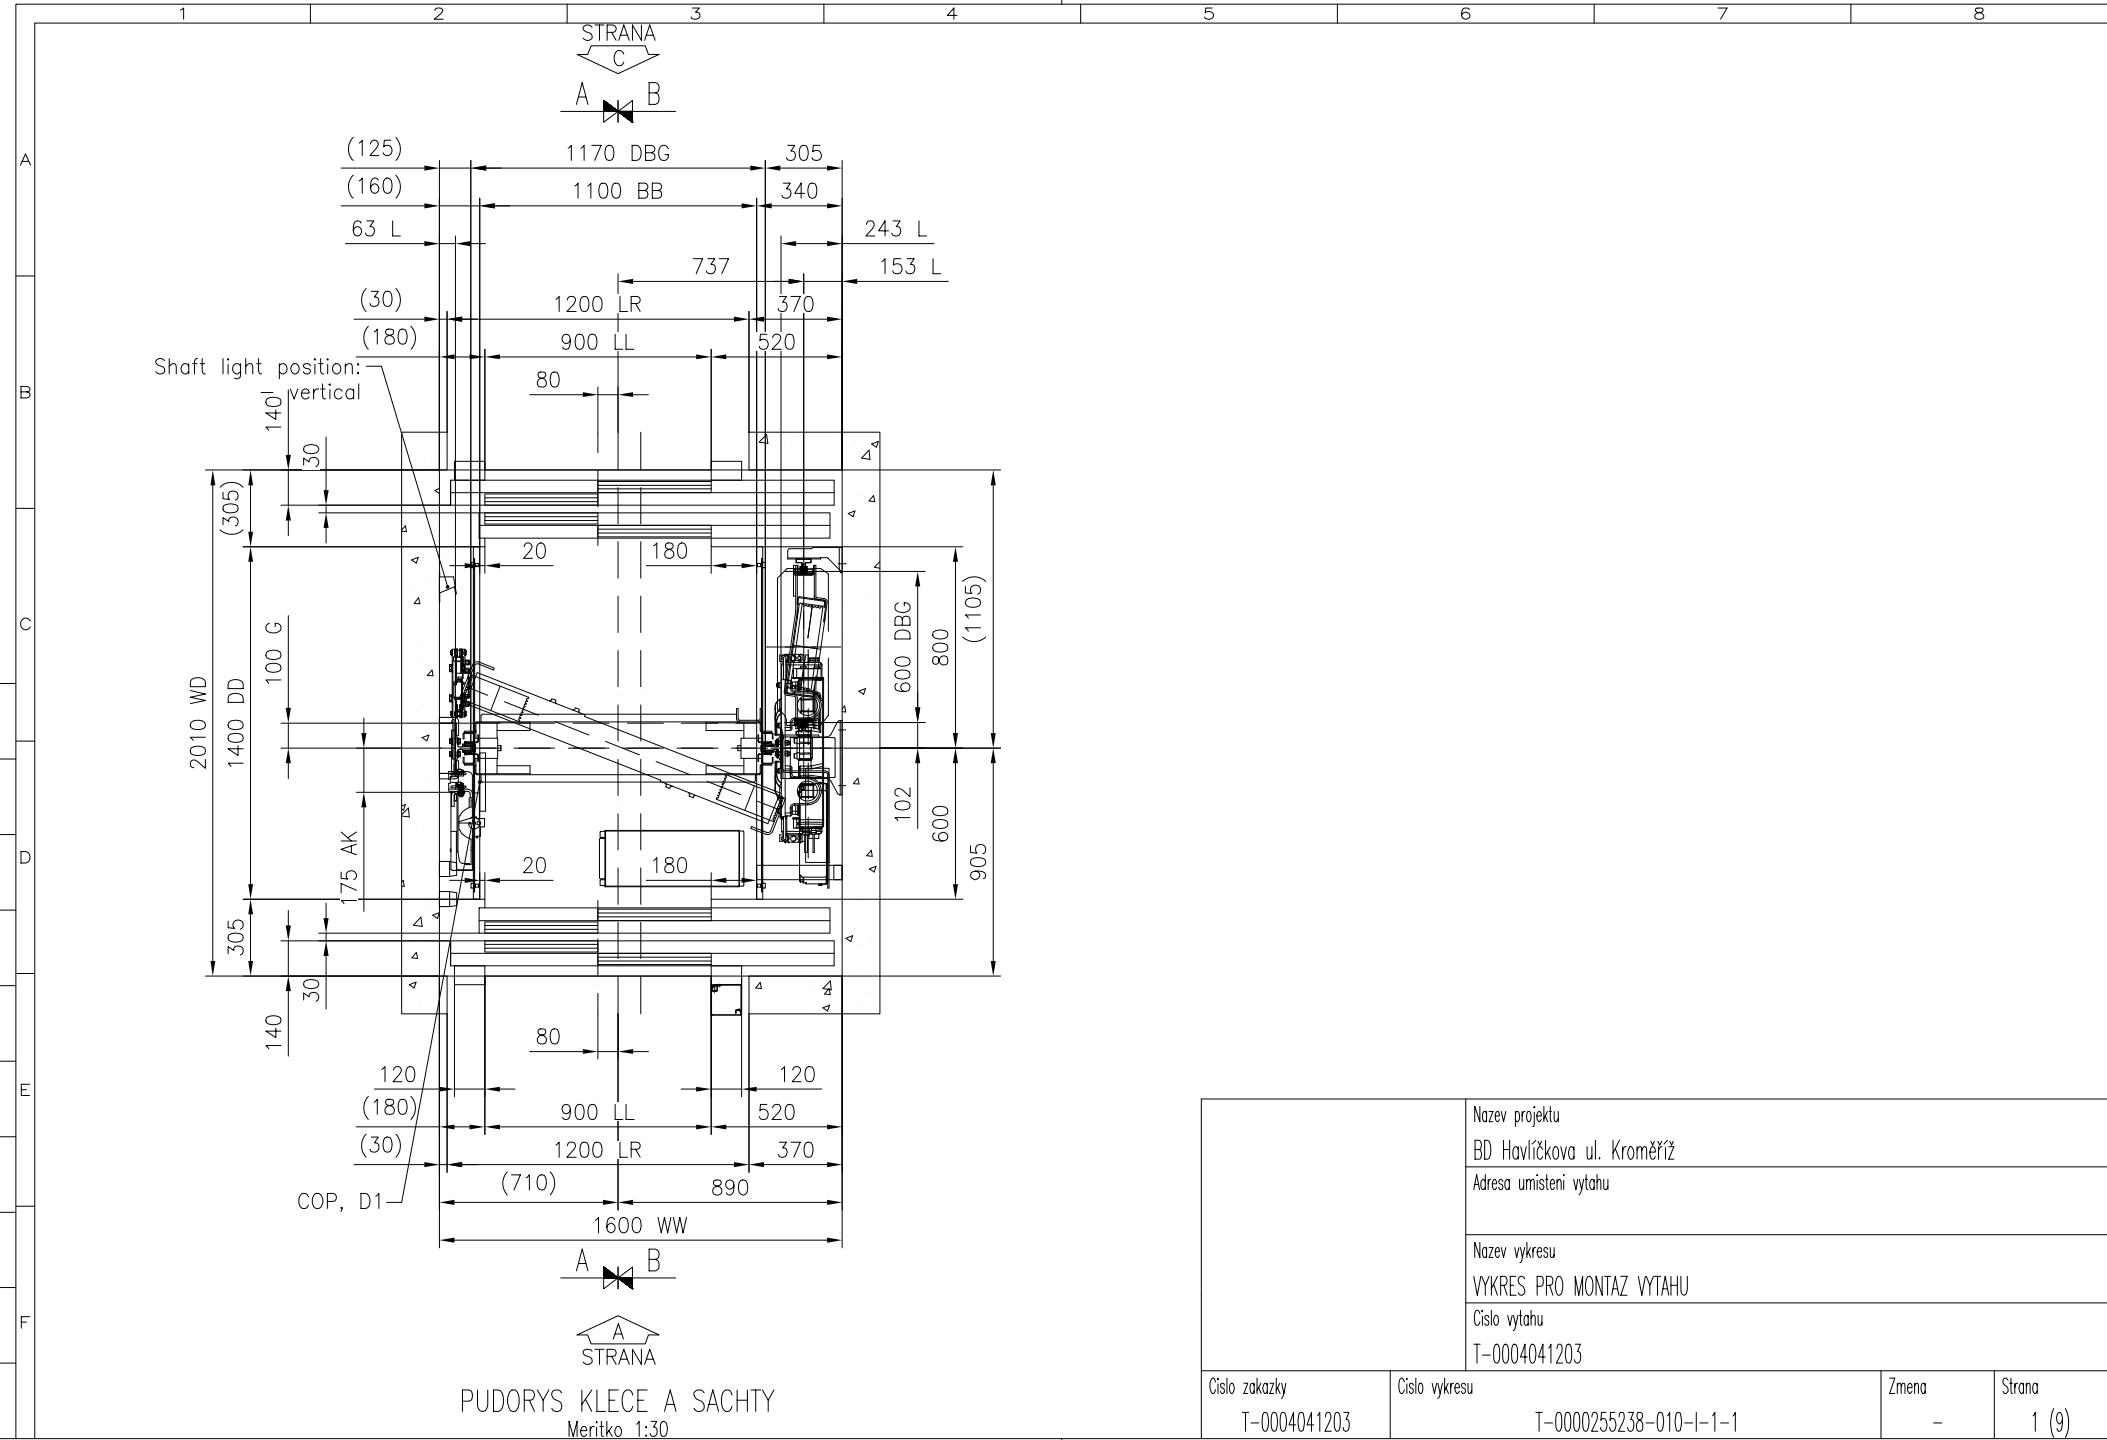 1 2 3 4 5 6 7 8
STRANA
C
A B
A
(125) 1170 DBG 305
(160) 1100 BB 340
63 L 243 L
737 153 L
(30) 1200 LR 370
(180) 900 LL 520
Shaft light position:
vertical
80
B
140
30
(305)
20 180
C
100 G
600 DBG
800
(1105)
2010 WD
1400 DD
102
600
905
D
175 AK
20 180
305
30
140
80
E
120 120
(180) 900 LL 520
(30) 1200 LR 370
(710) 890
COP, D1
1600 WW
A B
F
A
STRANA
PUDORYS KLECE A SACHTY
Meritko 1:30
Nazev projektu
BD Havlíčkova ul. Kroměříž
Adresa umisteni vytahu
Nazev vykresu
VYKRES PRO MONTAZ VYTAHU
Cislo vytahu
T-0004041203
Cislo zakazky Cislo vykresu Zmena Strana
T-0004041203 T-0000255238-010-I-1-1 - 1 (9)